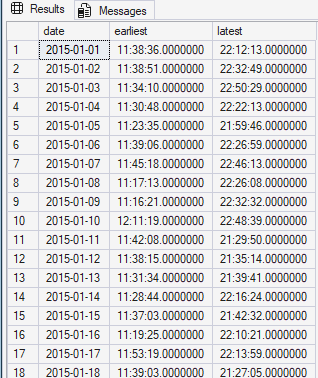 Results Messages
date earliest latest
1 2015-01-01 11:38:36.0000000 22:12:13.0000000
2 2015-01-02 11:38:51.0000000 22:32:49.0000000
3 2015-01-03 11:34:10.0000000 22:50:29.0000000
4 2015-01-04 11:30:48.0000000 22:22:13.0000000
5 2015-01-05 11:23:35.0000000 21:59:46.0000000
6 2015-01-06 11:39:06.0000000 22:26:59.0000000
7 2015-01-07 11:45:18.0000000 22:46:13.0000000
8 2015-01-08 11:17:13.0000000 22:26:08.0000000
9 2015-01-09 11:16:21.0000000 22:32:32.0000000
10 2015-01-10 12:11:19.0000000 22:48:39.0000000
11 2015-01-11 11:42:08.0000000 21:29:50.0000000
12 2015-01-12 11:38:15.0000000 21:35:14.0000000
13 2015-01-13 11:31:34.0000000 21:39:41.0000000
14 2015-01-14 11:28:44.0000000 22:16:24.0000000
15 2015-01-15 11:37:03.0000000 21:42:32.0000000
16 2015-01-16 11:19:25.0000000 22:10:21.0000000
17 2015-01-17 11:53:19.0000000 22:13:59.0000000
18 2015-01-18 11:39:03.0000000 21:27:05.0000000